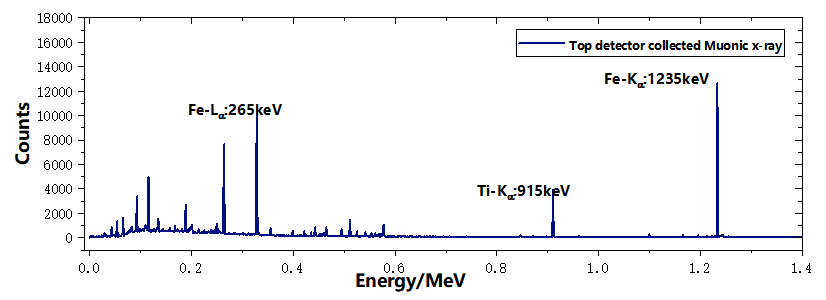 18000
16000
14000
12000
10000
8000
6000
4000
2000
0
Counts
Top detector collected Muonic x-ray
Fe-Kα:1235keV
Fe-Lα:265keV
Ti-Kα:915keV
0.0 0.2 0.4 0.6 0.8 1.0 1.2 1.4
Energy/MeV